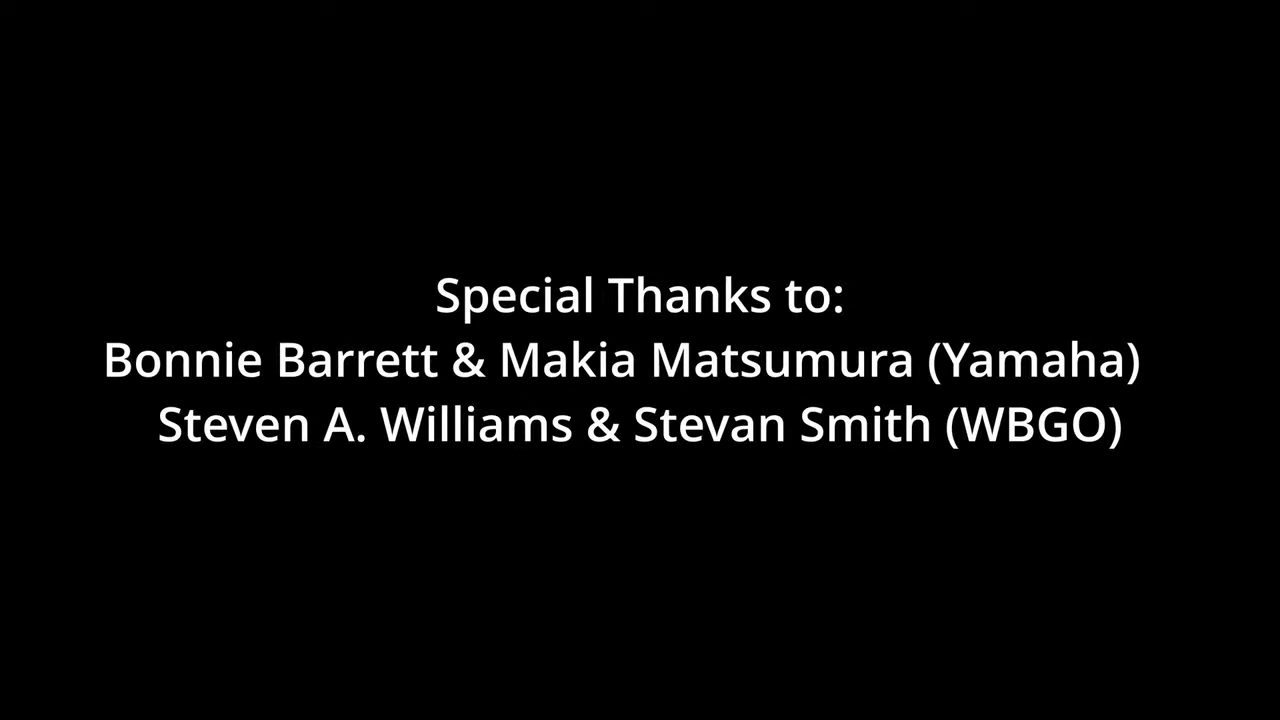 Special Thanks to:
Bonnie Barrett & Makia Matsumura (Yamaha)
Steven A. Williams & Stevan Smith (WBGO)